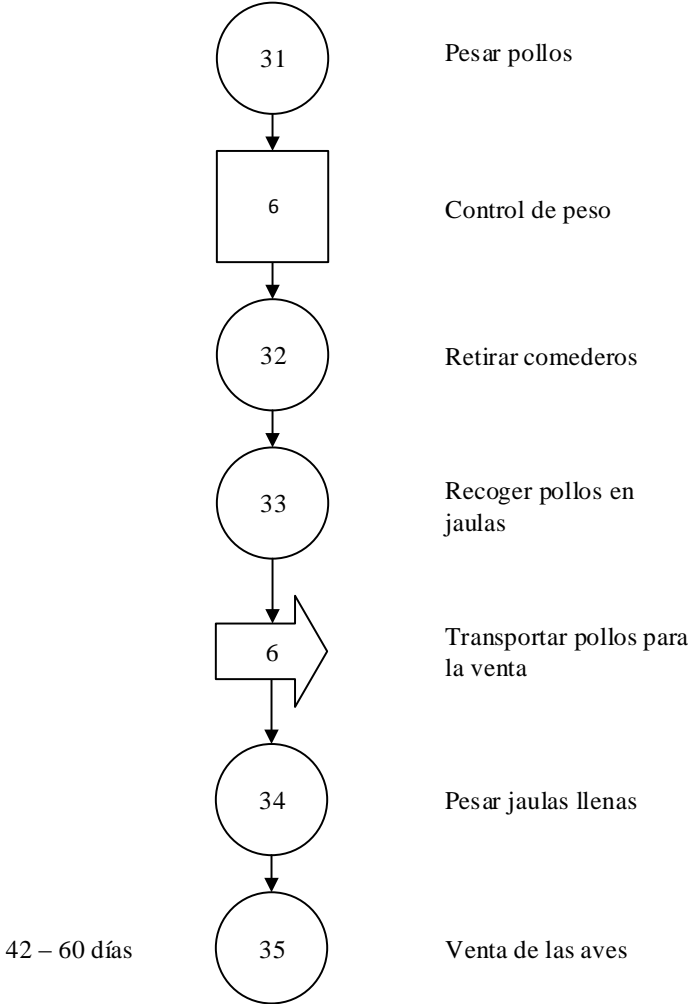 31
Pesar pollos
6
Control de peso
32
Retirar comederos
33
Recoger pollos en
jaulas
6
Transportar pollos para
la venta
34
Pesar jaulas llenas
42 – 60 días
35
Venta de las aves